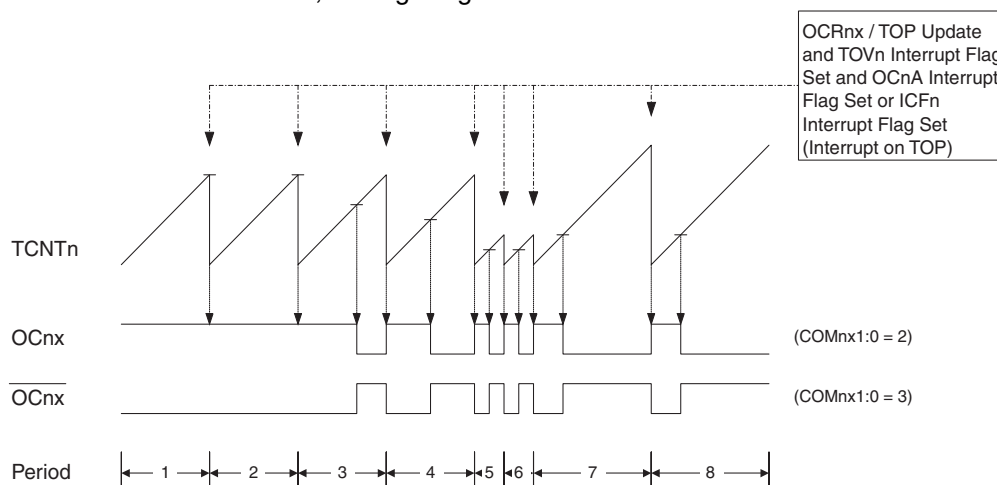 OCRnx / TOP Update
and TOVn Interrupt Flag
Set and OCnA Interrupt
Flag Set or ICFn
Interrupt Flag Set
(Interrupt on TOP)
TCNTn
OCnx
(COMnx1:0 = 2)
OCnx
(COMnx1:0 = 3)
Period 1 2 3 4 5 6 7 8